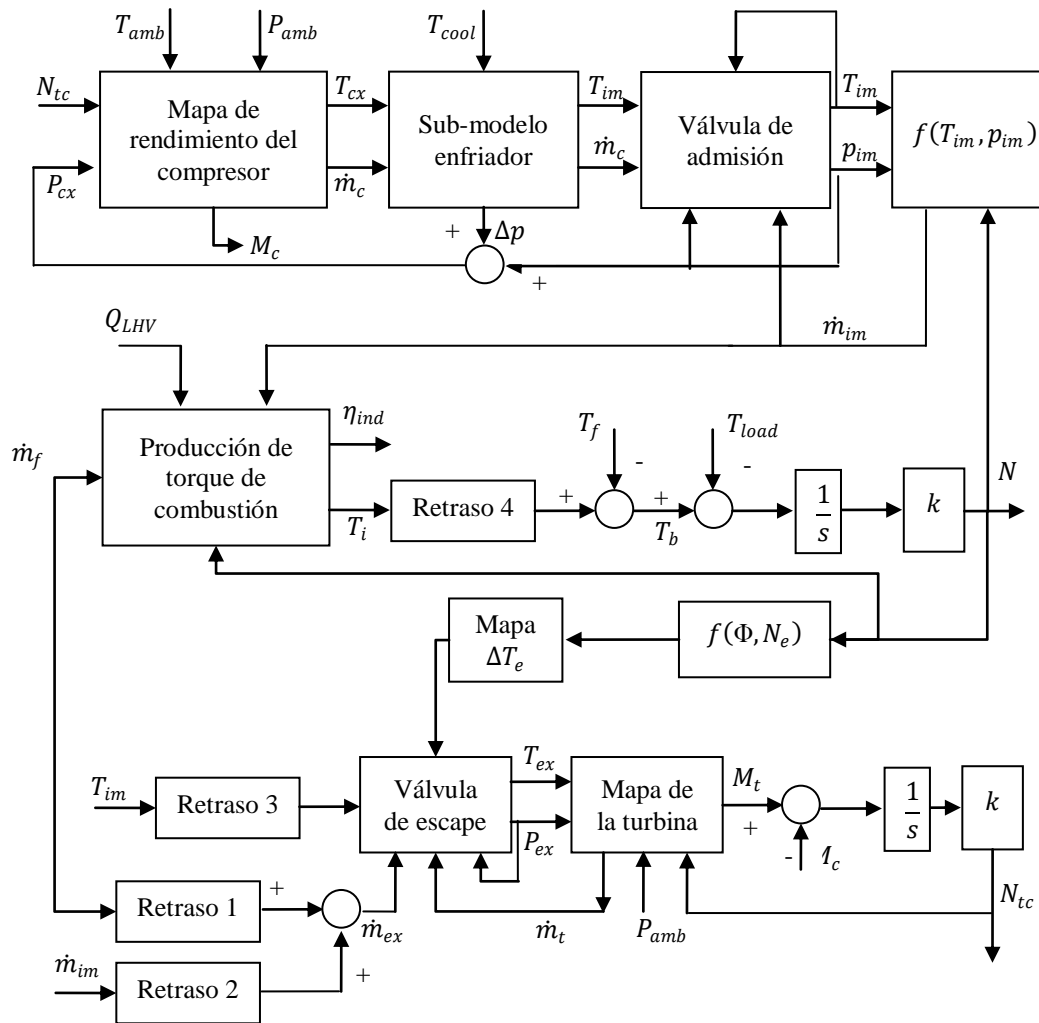 T_amb P_amb T_cool
N_tc T_cx T_im T_im
Mapa de
rendimiento del
compresor
Sub-modelo
enfriador
Válvula de
admisión
f(T_im, p_im)
P_cx ṁ_c ṁ_c p_im
M_c + Δp +
Q_LHV ṁ_im
ṁ_f
Producción de
torque de
combustión
η_ind T_f T_load N
T_i Retraso 4 + - + T_b - 1/s k
Mapa
ΔT_e
f(Φ, N_e)
T_im Retraso 3
Válvula
de escape
T_ex
P_ex
Mapa de
la turbina
M_t + - 1/s k
Retraso 1 + ṁ_ex ṁ_t P_amb N_tc
ṁ_im Retraso 2 +